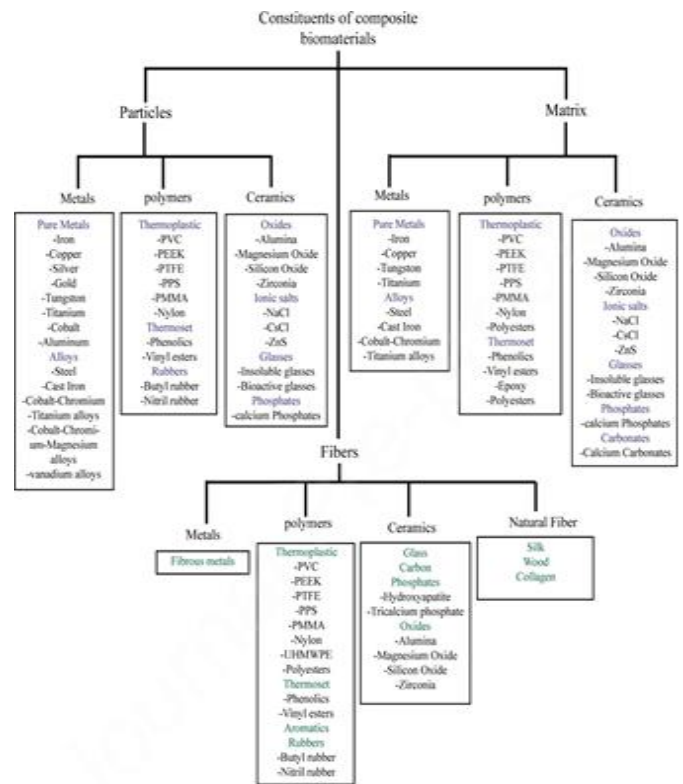 Constituents of composite
biomaterials
Particles
Matrix
Metals
Pure Metals
-Iron
-Copper
-Silver
-Gold
-Tungston
-Titanium
-Cobalt
-Aluminum
Alloys
-Steel
-Cast Iron
-Cobalt-Chromium
-Titanium alloys
-Cobalt-Chromi-
um-Magnesium
alloys
-vanadium alloys
polymers
Thermoplastic
-PVC
-PEEK
-PTFE
-PPS
-PMMA
-Nylon
Thermoset
-Phenolics
-Vinyl esters
Rubbers
-Butyl rubber
-Nitril rubber
Ceramics
Oxides
-Alumina
-Magnesium Oxide
-Silicon Oxide
-Zirconia
Ionic salts
-NaCl
-CsCl
-ZnS
Glasses
-Insoluble glasses
-Bioactive glasses
Phosphates
-calcium Phosphates
Metals
Pure Metals
-Iron
-Copper
-Tungston
-Titanium
Alloys
-Steel
-Cast Iron
-Cobalt-Chromium
-Titanium alloys
polymers
Thermoplastic
-PVC
-PEEK
-PTFE
-PPS
-PMMA
-Nylon
-Polyesters
Thermoset
-Phenolics
-Vinyl esters
-Epoxy
-Polyesters
Ceramics
Oxides
-Alumina
-Magnesium Oxide
-Silicon Oxide
-Zirconia
Ionic salts
-NaCl
-CsCl
-ZnS
Glasses
-Insoluble glasses
-Bioactive glasses
Phosphates
-calcium Phosphates
Carbonates
-Calcium Carbonates
Fibers
Metals
Fibrous metals
polymers
Thermoplastic
-PVC
-PEEK
-PTFE
-PPS
-PMMA
-Nylon
-UHMWPE
-Polyesters
Thermoset
-Phenolics
-Vinyl esters
Aromatics
Rubbers
-Butyl rubber
-Nitril rubber
Ceramics
Glass
Carbon
Phosphates
-Hydroxyapatite
-Tricalcium phosphate
Oxides
-Alumina
-Magnesium Oxide
-Silicon Oxide
-Zirconia
Natural Fiber
Silk
Wood
Collagen